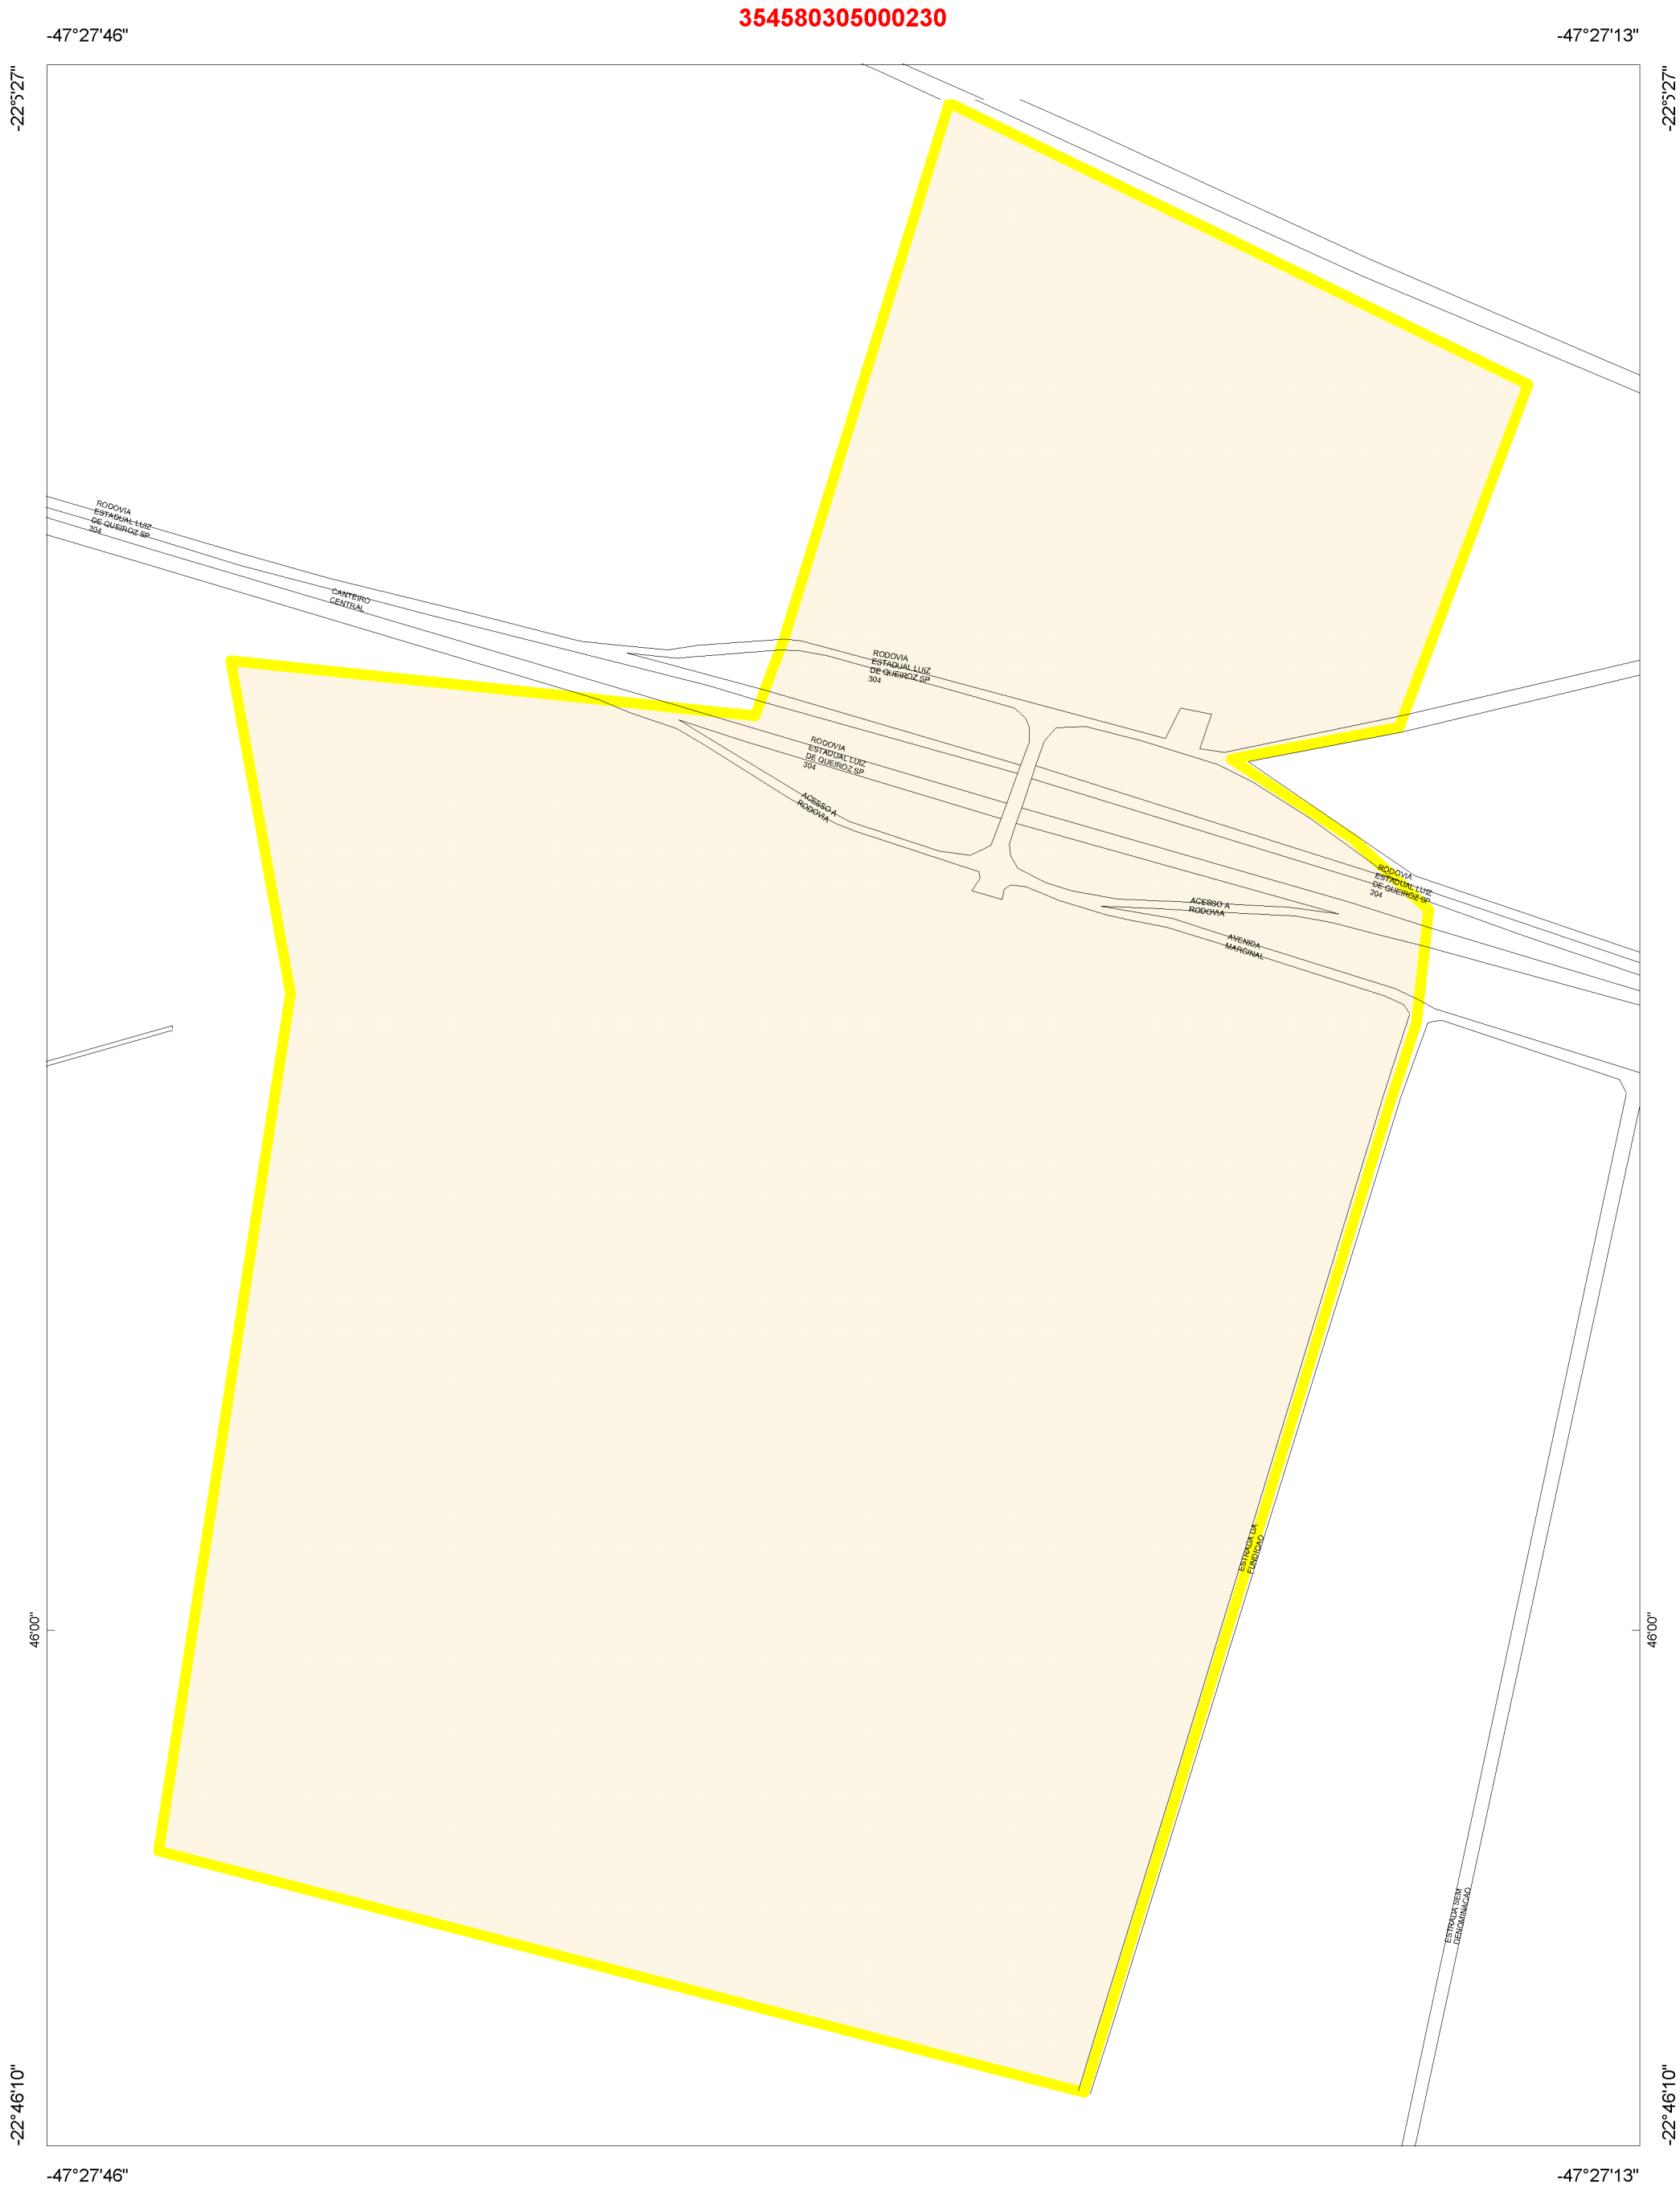 354580305000230
-47°27'46"
-47°27'13"
-22°5'27"
-22°5'27"
RODOVIA
ESTADUAL LUIZ
DE QUEIROZ SP
304
CANTEIRO
CENTRAL
RODOVIA
ESTADUAL LUIZ
DE QUEIROZ SP
304
RODOVIA
ESTADUAL LUIZ
DE QUEIROZ SP
304
ACESSO A
RODOVIA
RODOVIA
ESTADUAL LUIZ
DE QUEIROZ SP
304
ACESSO A
RODOVIA
AVENIDA
MARGINAL
ESTRADA DA
FUNDICAO
46'00"
46'00"
ESTRADA SEM
DENOMINACAO
-22°46'10"
-22°46'10"
-47°27'46"
-47°27'13"